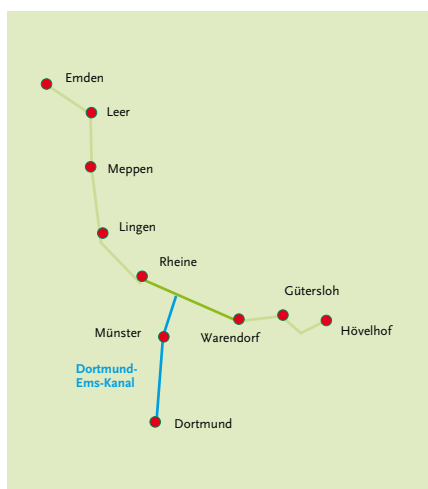 Emden
Leer
Meppen
Lingen
Rheine
Gütersloh
Hövelhof
Münster
Warendorf
Dortmund-
Ems-Kanal
Dortmund